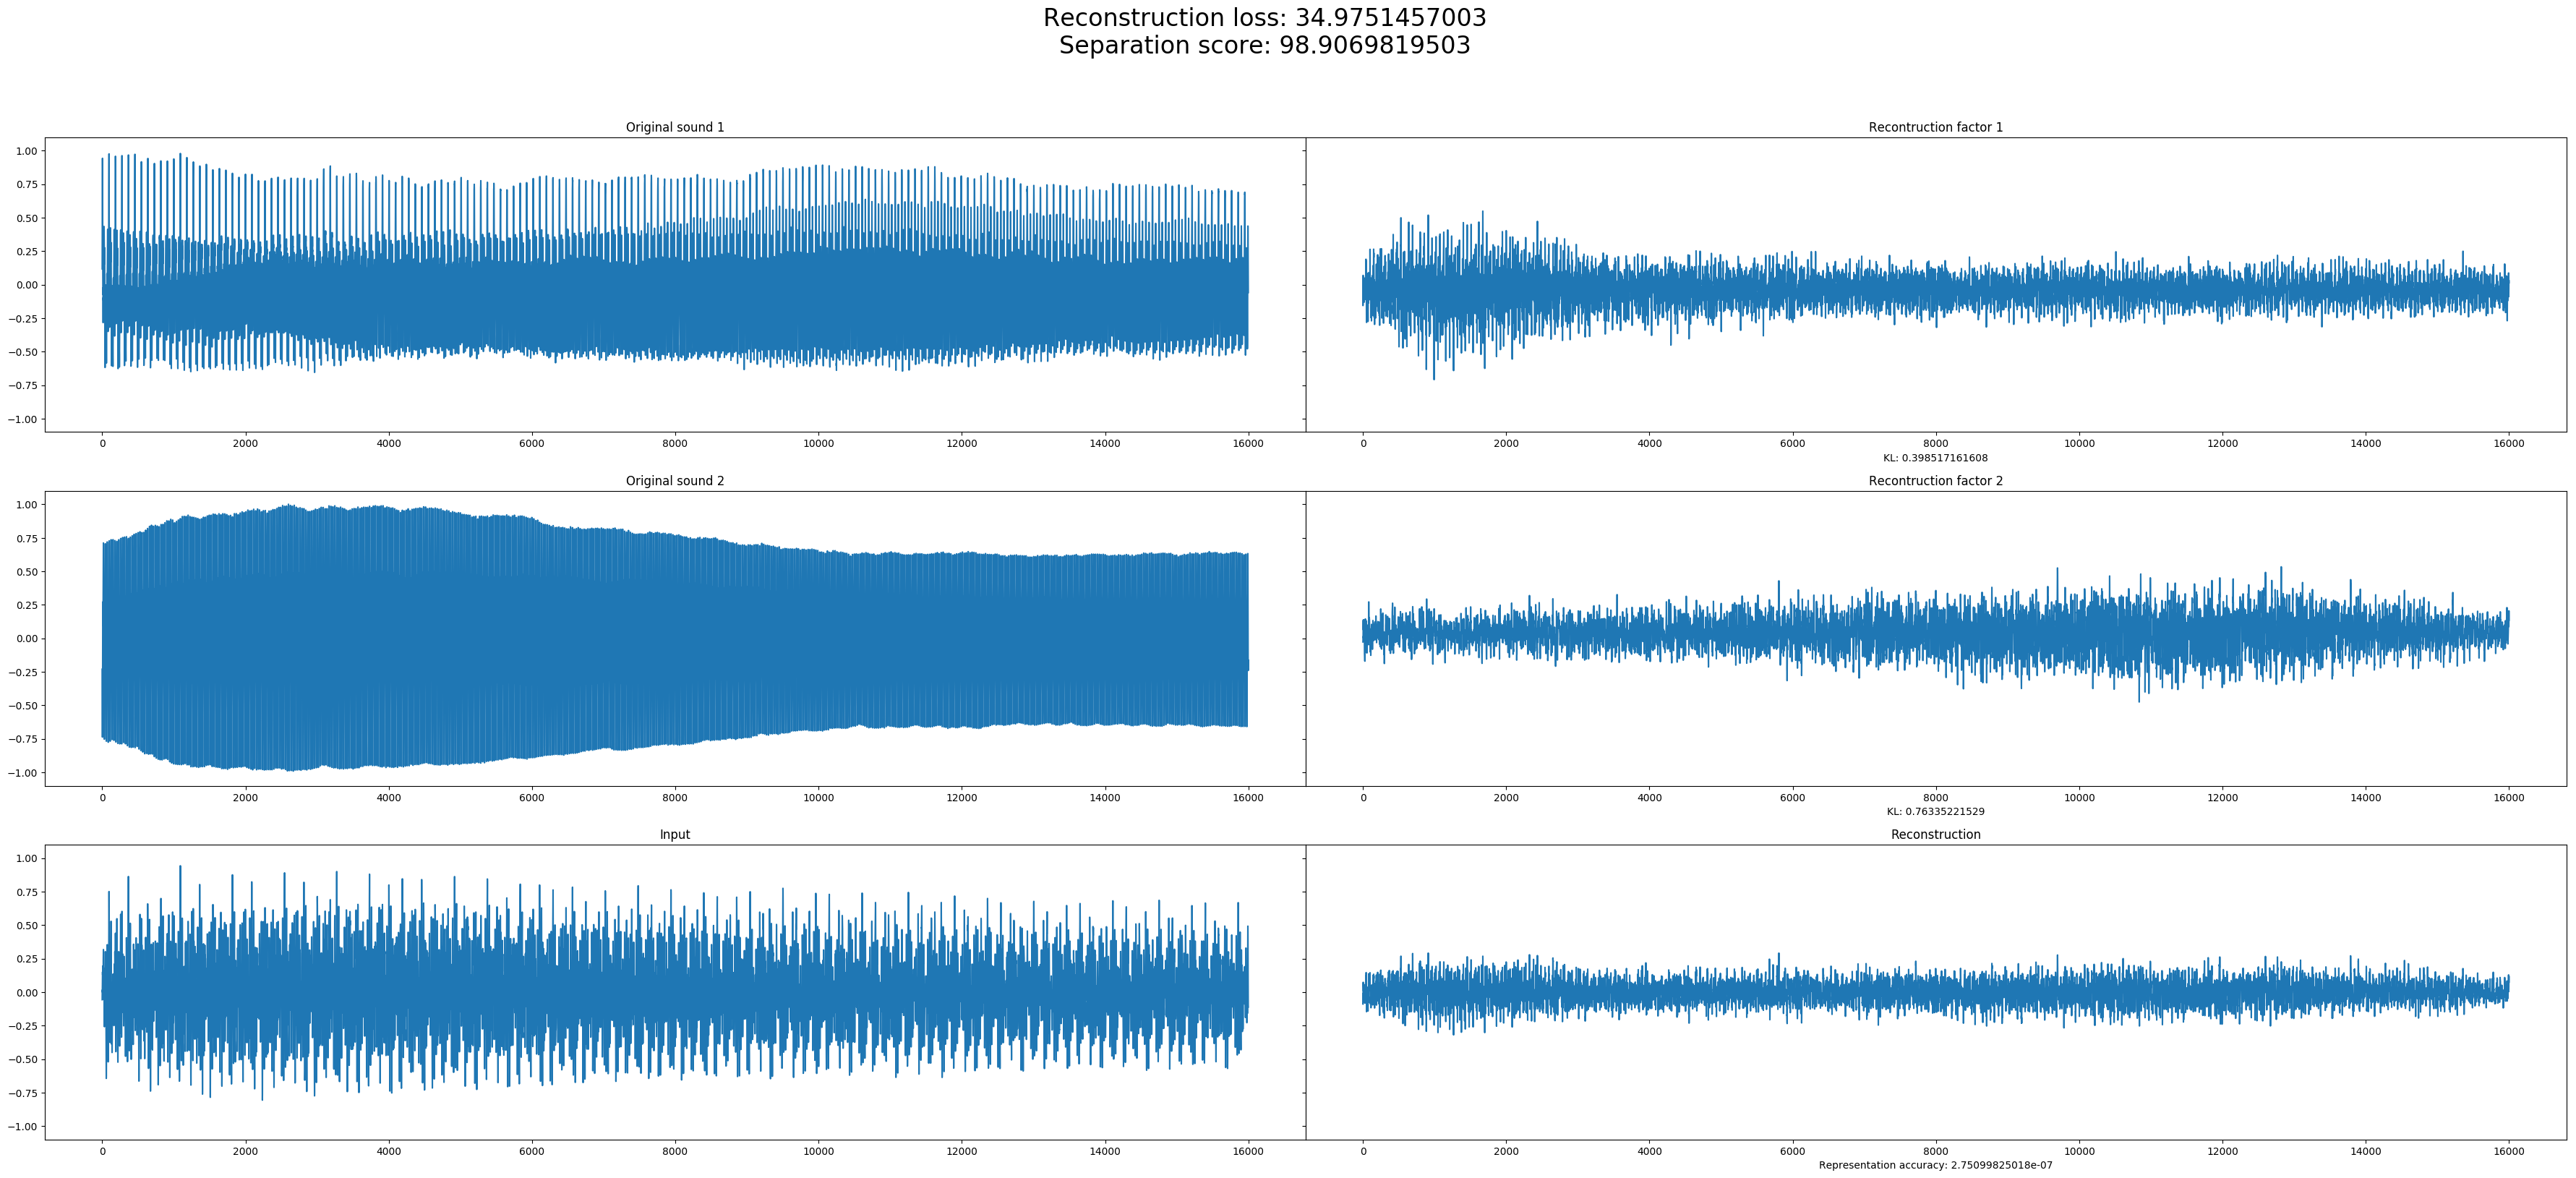 Reconstruction loss: 34.9751457003
Separation score: 98.9069819503
Original sound 1
Recontruction factor 1
1.00
0.75
0.50
0.25
0.00
−0.25
−0.50
−0.75
−1.00
0 2000 4000 6000 8000 10000 12000 14000 16000
0 2000 4000 6000 8000 10000 12000 14000 16000
KL: 0.398517161608
Original sound 2
Recontruction factor 2
1.00
0.75
0.50
0.25
0.00
−0.25
−0.50
−0.75
−1.00
0 2000 4000 6000 8000 10000 12000 14000 16000
0 2000 4000 6000 8000 10000 12000 14000 16000
KL: 0.76335221529
Input
Reconstruction
1.00
0.75
0.50
0.25
0.00
−0.25
−0.50
−0.75
−1.00
0 2000 4000 6000 8000 10000 12000 14000 16000
0 2000 4000 6000 8000 10000 12000 14000 16000
Representation accuracy: 2.75099825018e-07